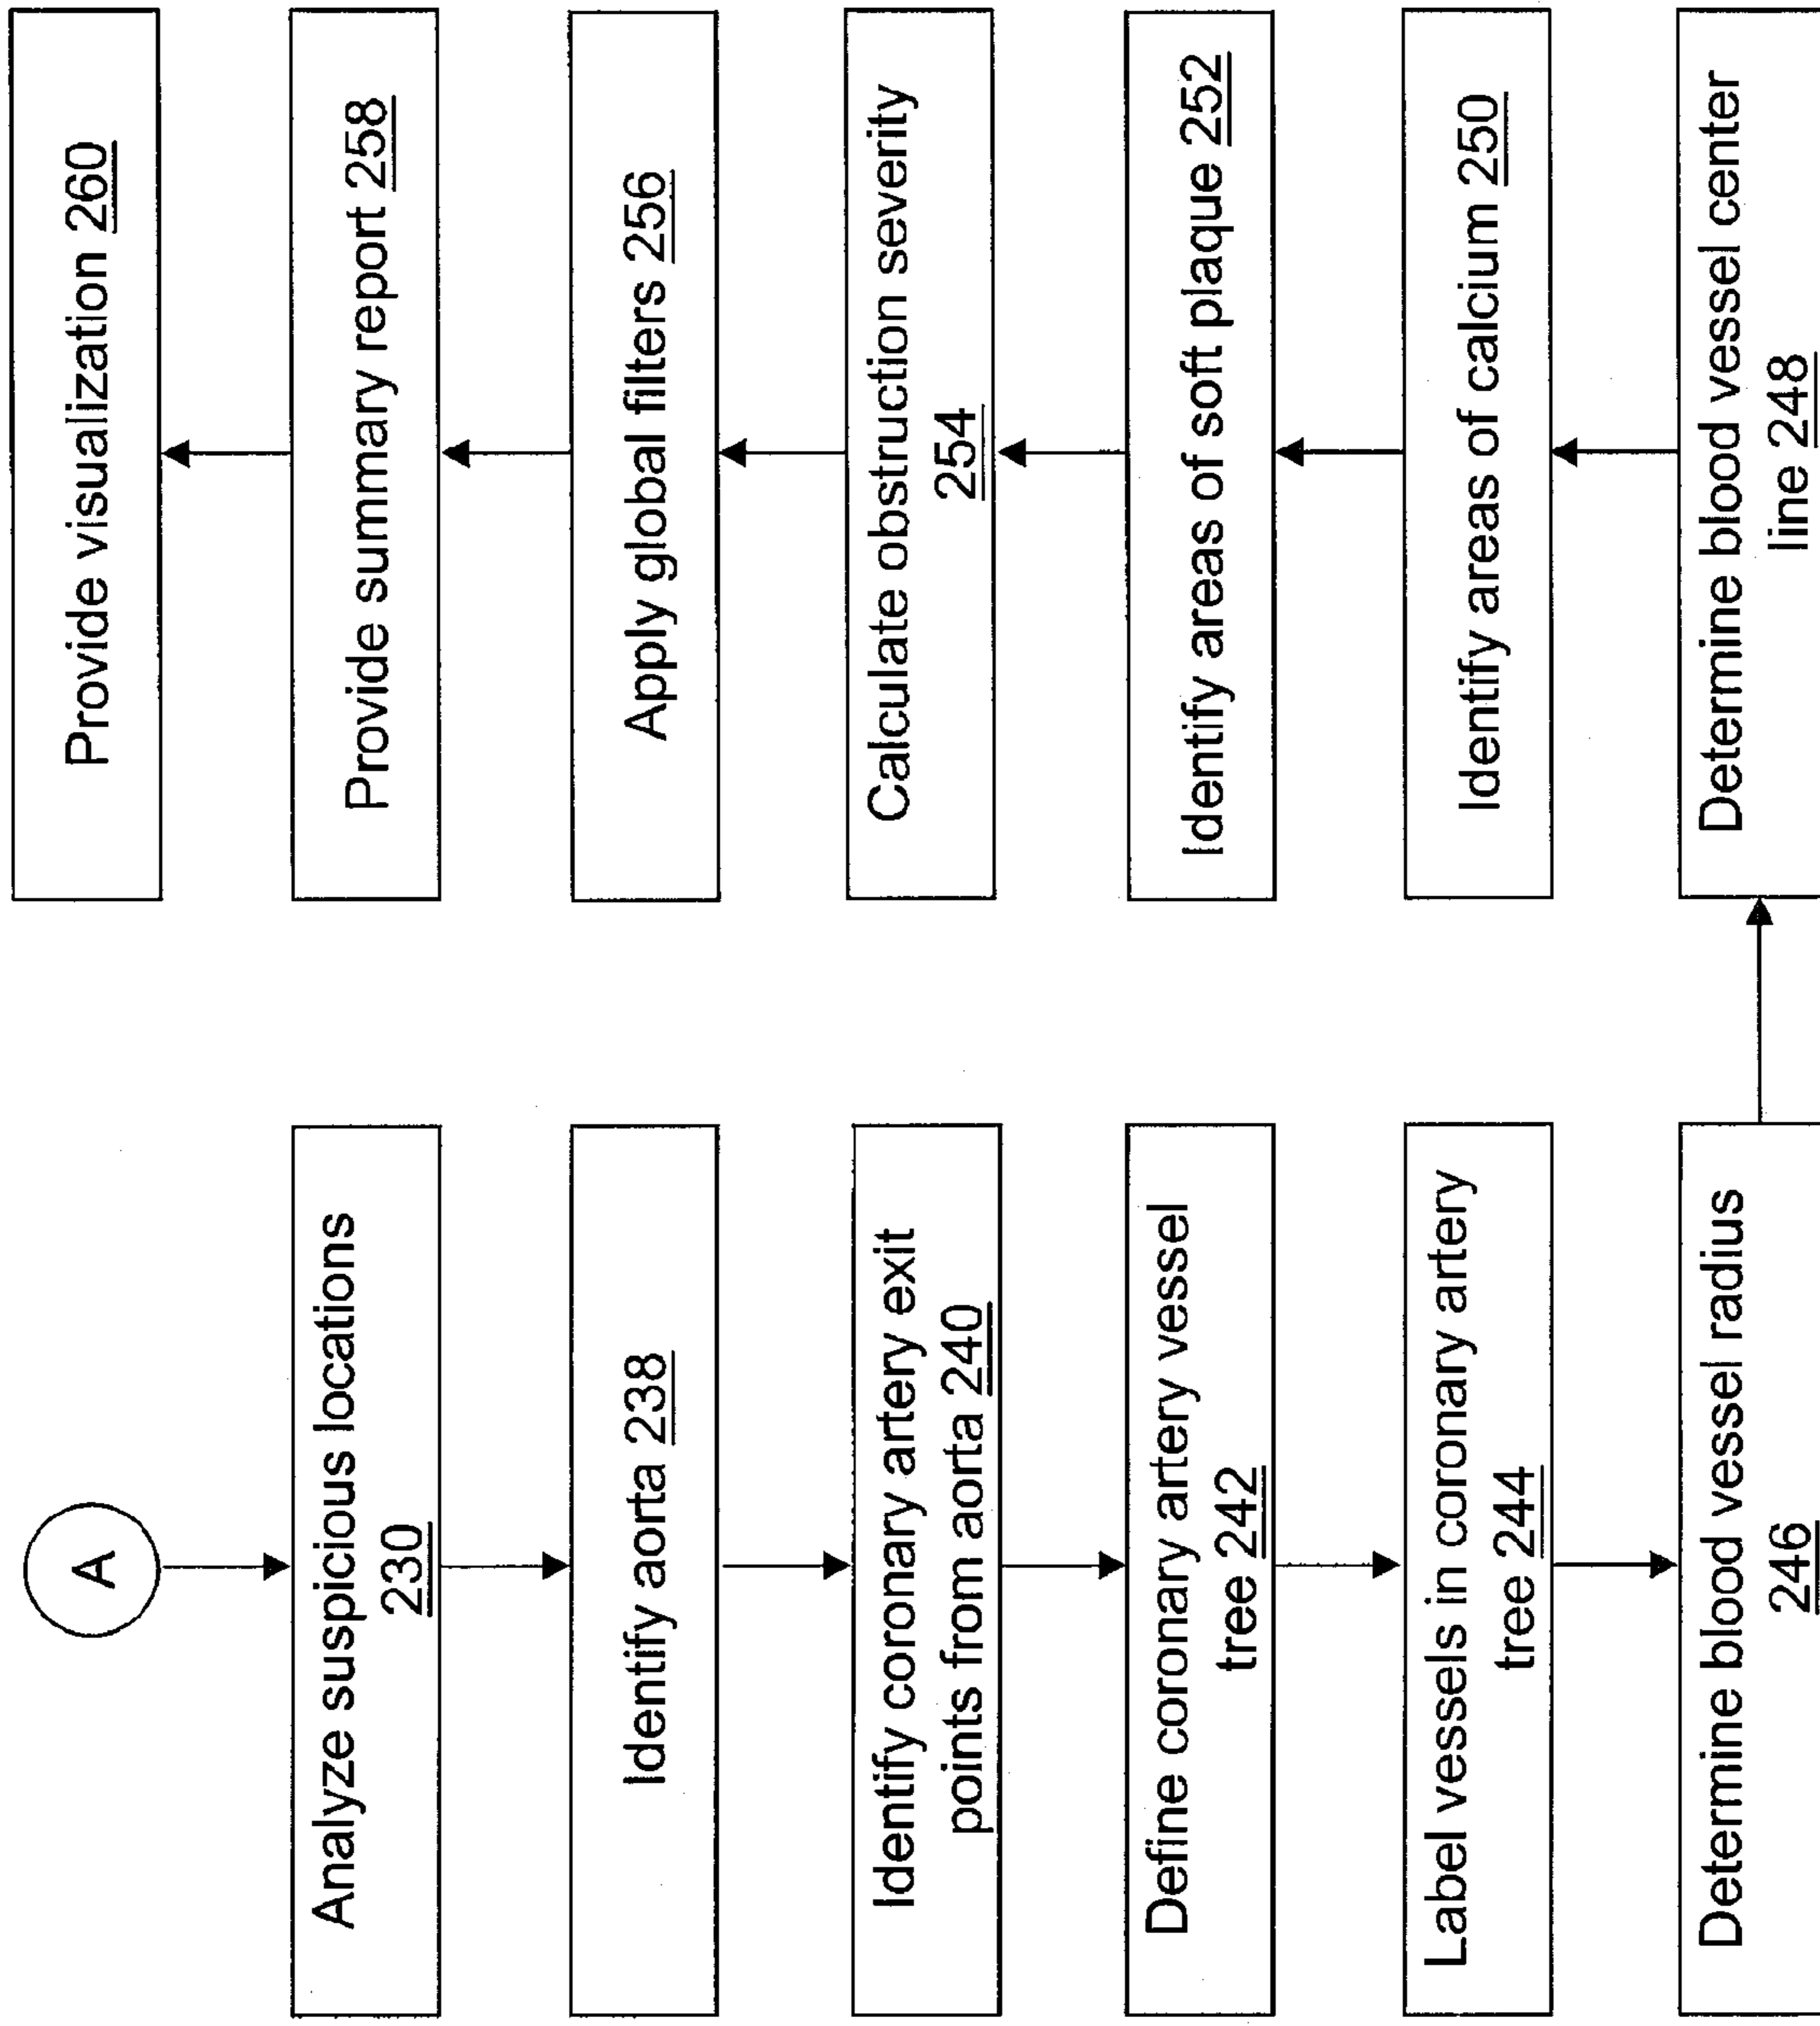 A
Analyze suspicious locations
230
Identify aorta 238
Identify coronary artery exit
points from aorta 240
Define coronary artery vessel
tree 242
Label vessels in coronary artery
tree 244
Determine blood vessel radius
246
Determine blood vessel center
line 248
Identify areas of calcium 250
Identify areas of soft plaque 252
Calculate obstruction severity
254
Apply global filters 256
Provide summary report 258
Provide visualization 260